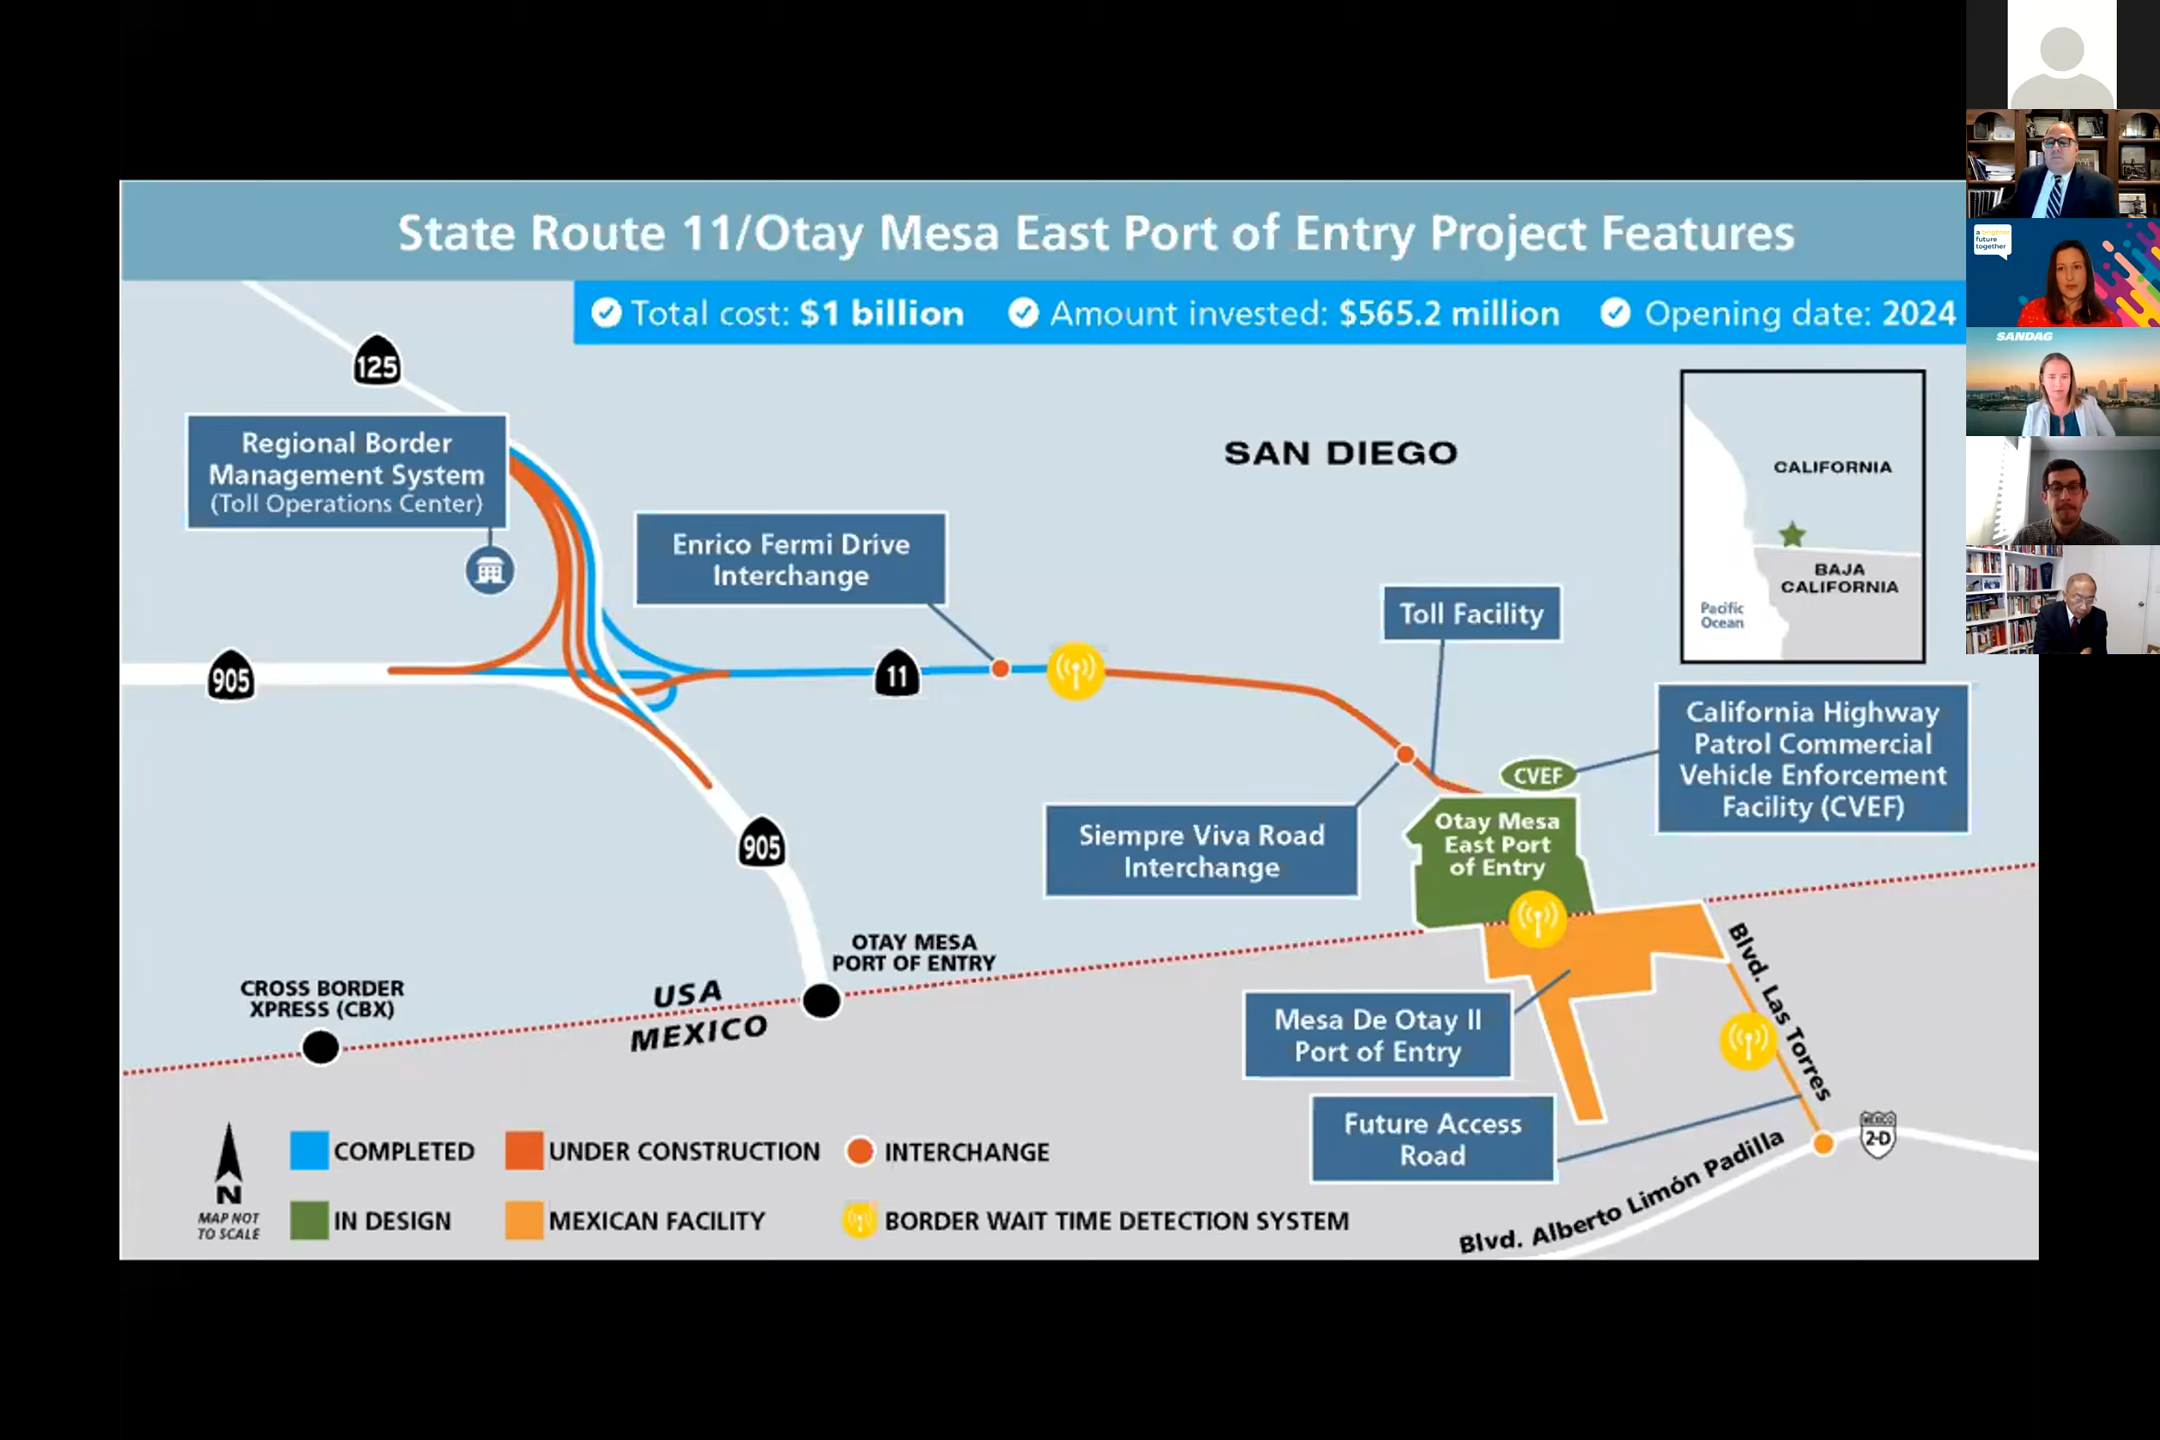 State Route 11/Otay Mesa East Port of Entry Project Features
Total cost: $1 billion
Amount invested: $565.2 million
Opening date: 2024
a brighter
future
together
SANDAG
125
Regional Border
Management System
(Toll Operations Center)
SAN DIEGO
CALIFORNIA
BAJA
CALIFORNIA
Pacific
Ocean
Enrico Fermi Drive
Interchange
Toll Facility
905
11
California Highway
Patrol Commercial
Vehicle Enforcement
Facility (CVEF)
CVEF
Siempre Viva Road
Interchange
Otay Mesa
East Port
of Entry
905
OTAY MESA
PORT OF ENTRY
CROSS BORDER
XPRESS (CBX)
USA
MEXICO
Mesa De Otay II
Port of Entry
Blvd. Las Torres
Future Access
Road
MEXICO
2-D
Blvd. Alberto Limón Padilla
N
MAP NOT
TO SCALE
COMPLETED
UNDER CONSTRUCTION
INTERCHANGE
IN DESIGN
MEXICAN FACILITY
BORDER WAIT TIME DETECTION SYSTEM